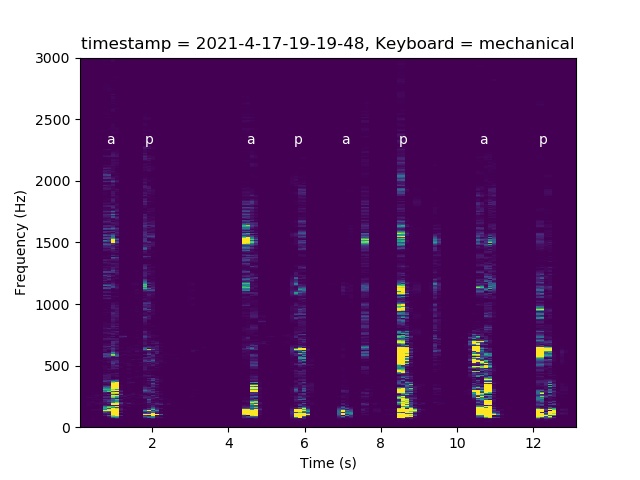 timestamp = 2021-4-17-19-19-48, Keyboard = mechanical
3000
2500
a p a p a p a p
2000
1500
1000
500
0
Frequency (Hz)
2 4 6 8 10 12
Time (s)